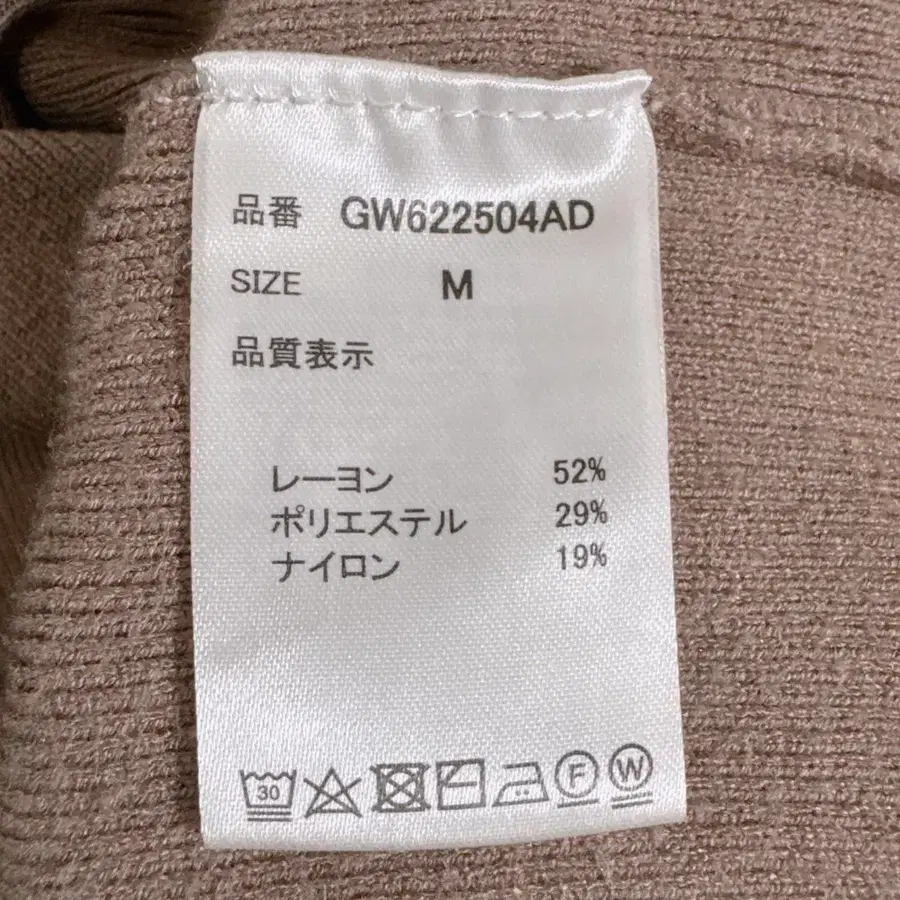 品番 GW622504AD
SIZE M
品質表示
レーヨン 52%
ポリエステル 29%
ナイロン 19%
30 F W